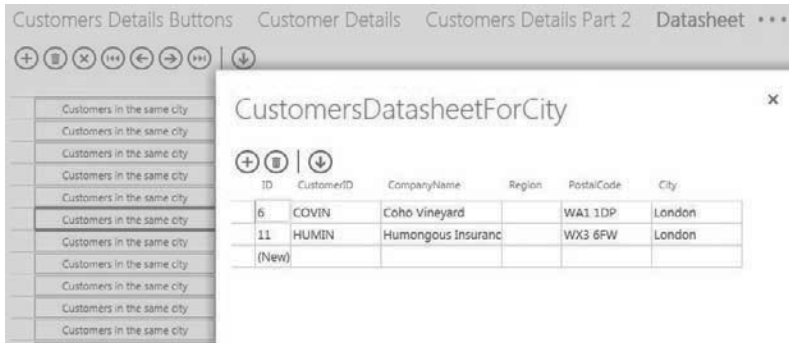 Customers Details Buttons Customer Details Customers Details Part 2 Datasheet •••
CustomersDatasheetForCity
ID CustomerID CompanyName Region PostalCode City
6 COVIN Coho Vineyard WA1 1DP London
11 HUMIN Humongous Insuranc WX3 6FW London
(New)
Customers in the same city
Customers in the same city
Customers in the same city
Customers in the same city
Customers in the same city
Customers in the same city
Customers in the same city
Customers in the same city
Customers in the same city
Customers in the same city
Customers in the same city